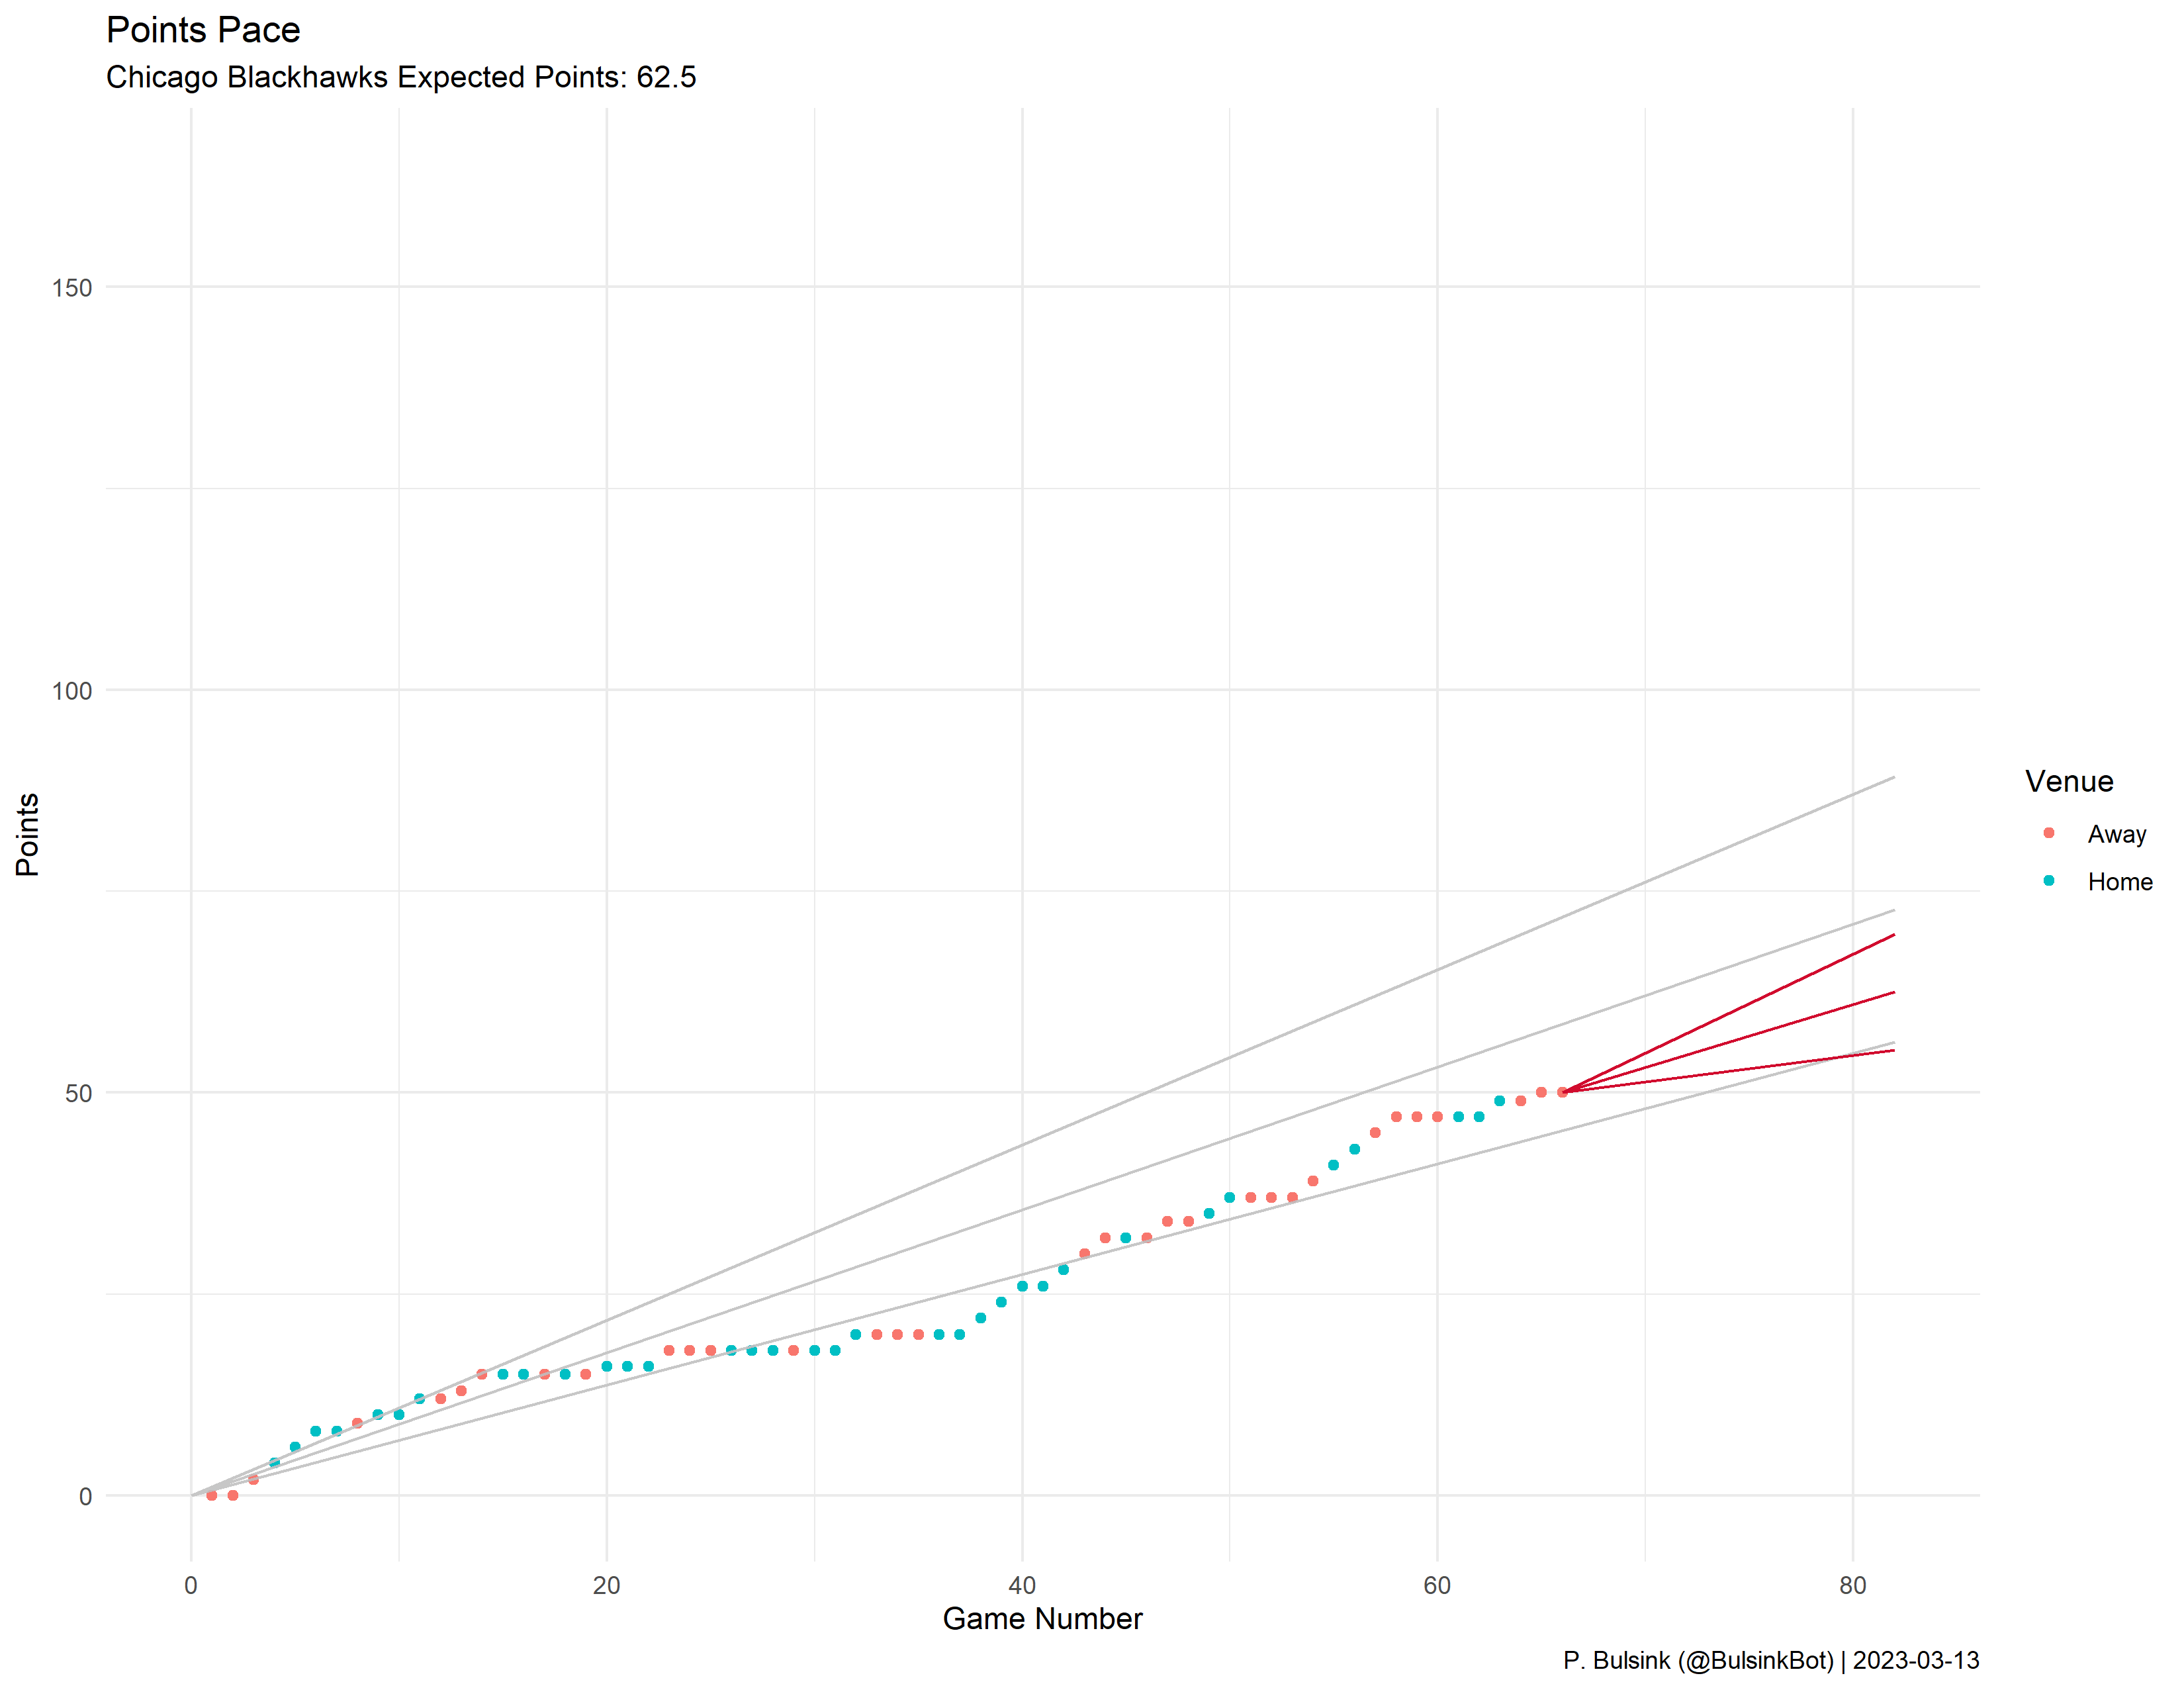 Points Pace
Chicago Blackhawks Expected Points: 62.5
150
100
50
0
Points
0 20 40 60 80
Game Number
Venue
Away
Home
P. Bulsink (@BulsinkBot) | 2023-03-13